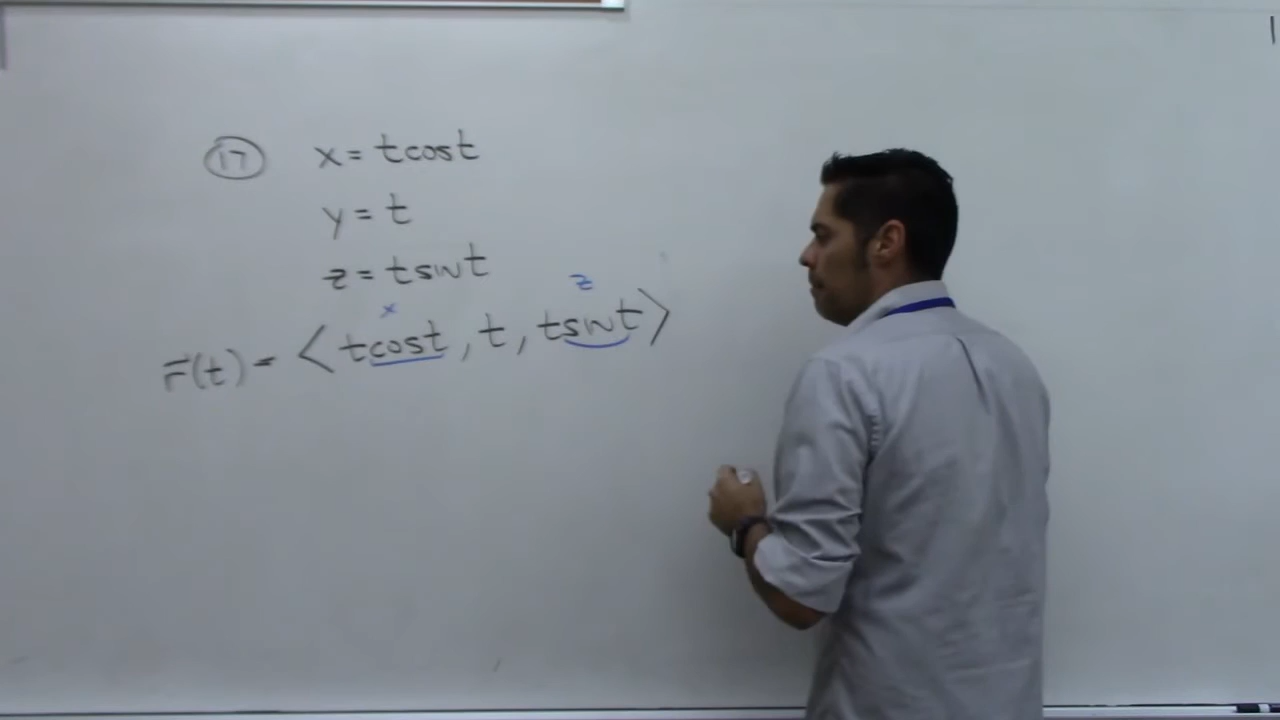 17 x = tcost
y = t
z = tsint
x z
r⃗(t) = ⟨tcost, t, tsint⟩